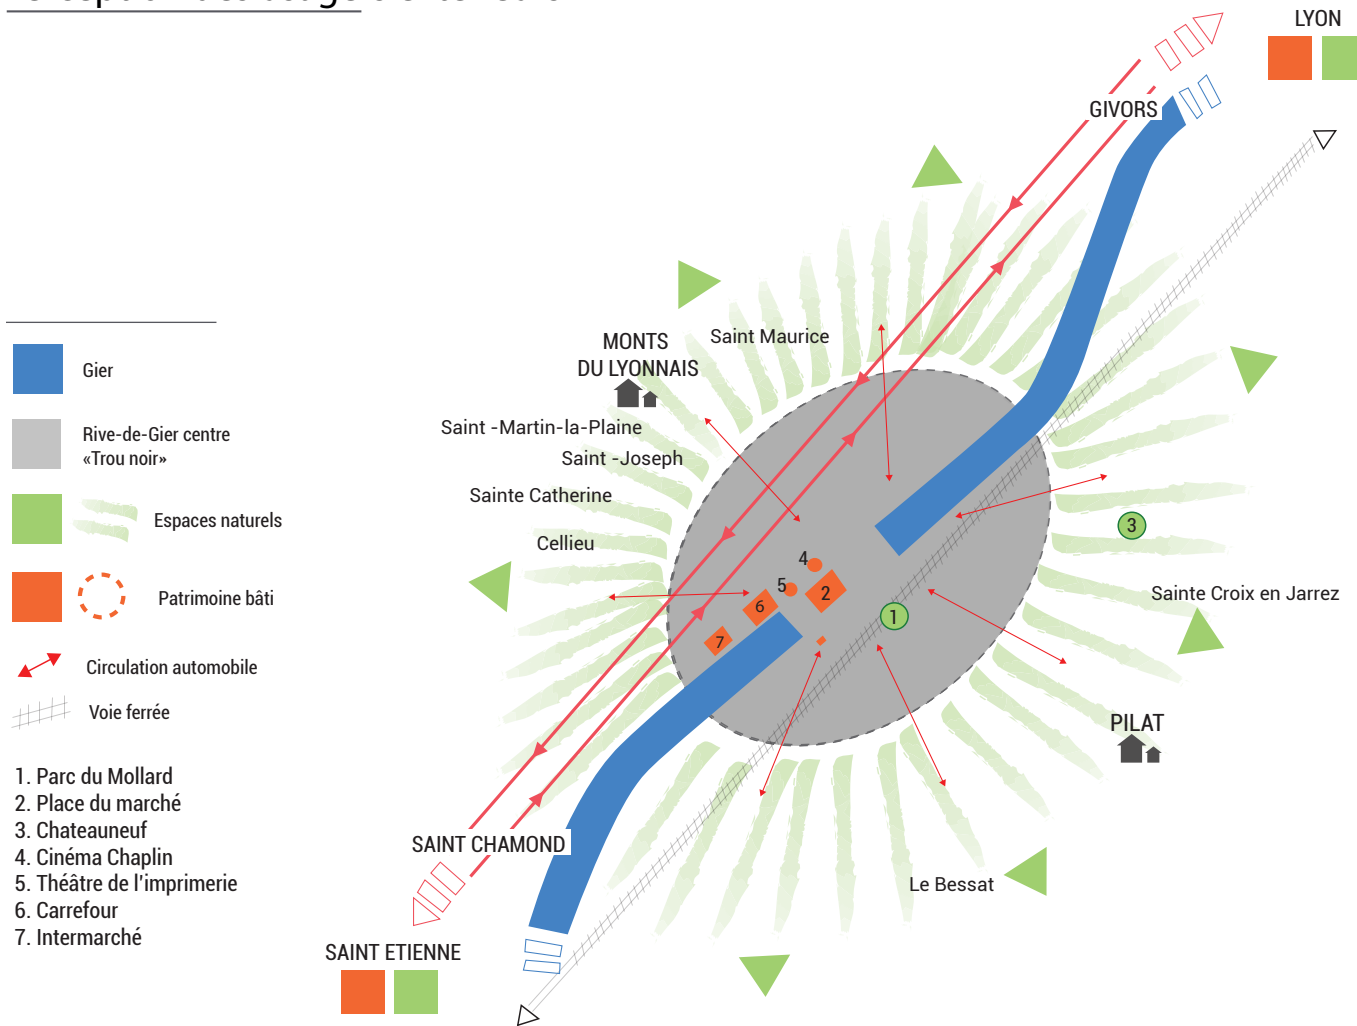 LYON
GIVORS
MONTS
DU LYONNAIS
Saint Maurice
Saint -Martin-la-Plaine
Saint -Joseph
Sainte Catherine
Cellieu
Sainte Croix en Jarrez
PILAT
Le Bessat
SAINT CHAMOND
SAINT ETIENNE
4
5
2
6
7
1
3
Gier
Rive-de-Gier centre
«Trou noir»
Espaces naturels
Patrimoine bâti
Circulation automobile
Voie ferrée
1. Parc du Mollard
2. Place du marché
3. Chateauneuf
4. Cinéma Chaplin
5. Théâtre de l'imprimerie
6. Carrefour
7. Intermarché